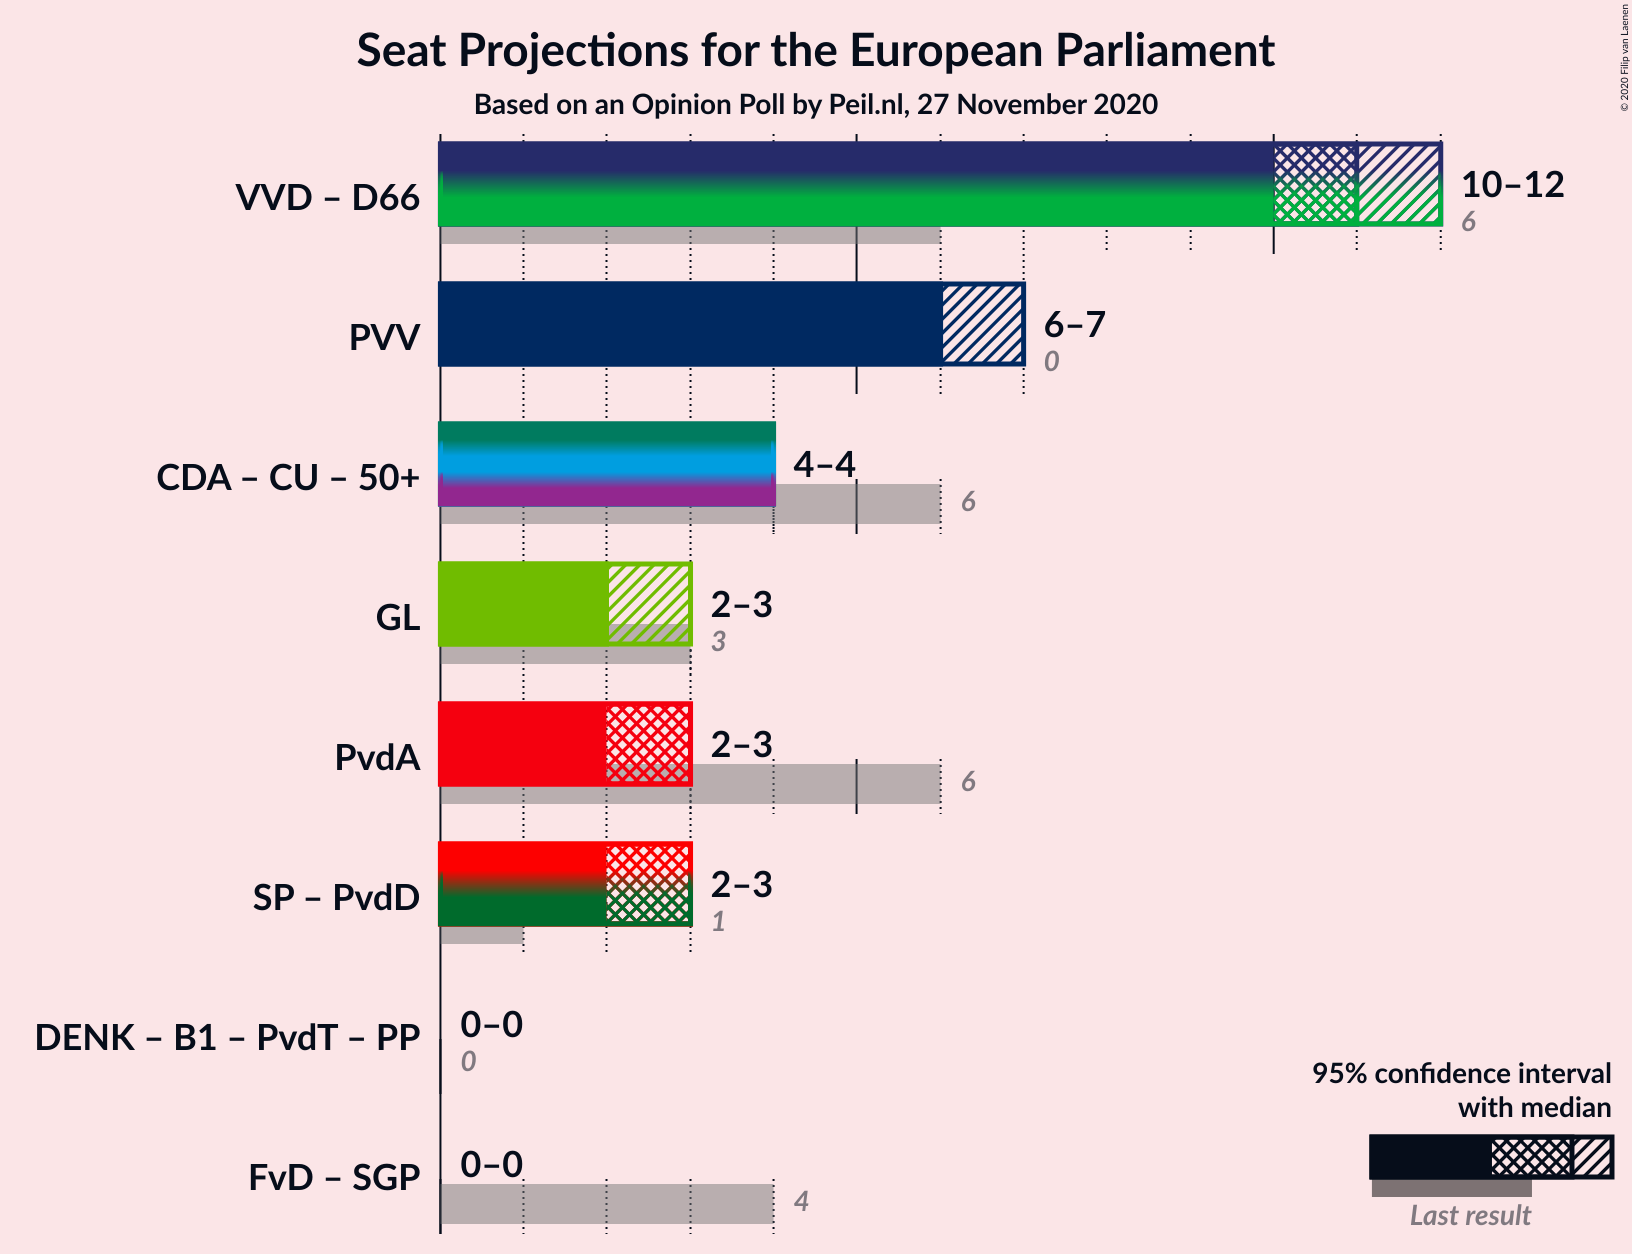 Seat Projections for the European Parliament
Based on an Opinion Poll by Peil.nl, 27 November 2020
© 2020 Filip van Laenen
VVD – D66
10–12
6
PVV
6–7
0
CDA – CU – 50+
4–4
6
GL
2–3
3
PvdA
2–3
6
SP – PvdD
2–3
1
DENK – B1 – PvdT – PP
0–0
0
FvD – SGP
0–0
4
95% confidence interval
with median
Last result